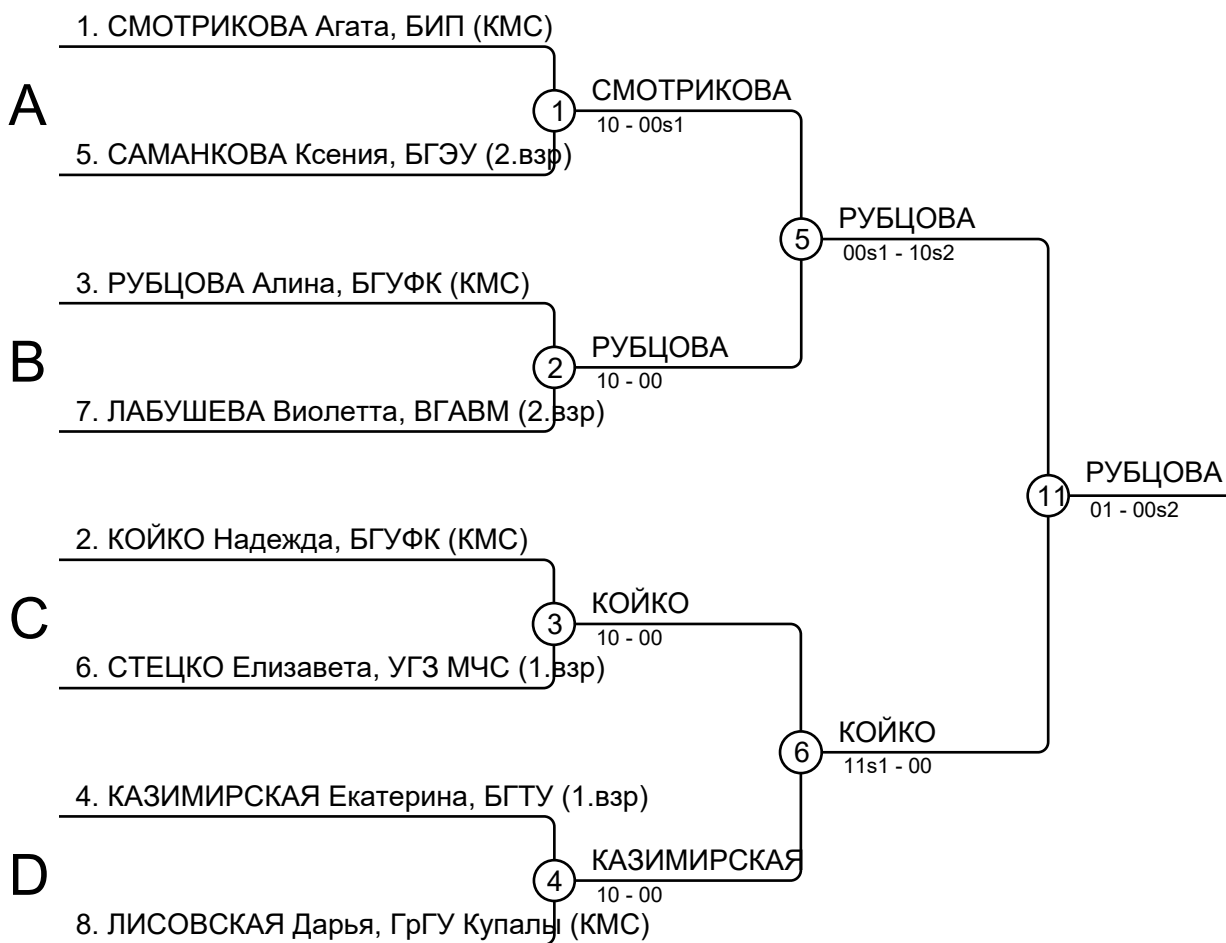 1. СМОТРИКОВА Агата, БИП (КМС)
A
1
СМОТРИКОВА
10 - 00s1
5. САМАНКОВА Ксения, БГЭУ (2.взр)
5
РУБЦОВА
00s1 - 10s2
3. РУБЦОВА Алина, БГУФК (КМС)
B
2
РУБЦОВА
10 - 00
7. ЛАБУШЕВА Виолетта, ВГАВМ (2.взр)
11
РУБЦОВА
01 - 00s2
2. КОЙКО Надежда, БГУФК (КМС)
C
3
КОЙКО
10 - 00
6. СТЕЦКО Елизавета, УГЗ МЧС (1.взр)
6
КОЙКО
11s1 - 00
4. КАЗИМИРСКАЯ Екатерина, БГТУ (1.взр)
D
4
КАЗИМИРСКАЯ
10 - 00
8. ЛИСОВСКАЯ Дарья, ГрГУ Купалы (КМС)